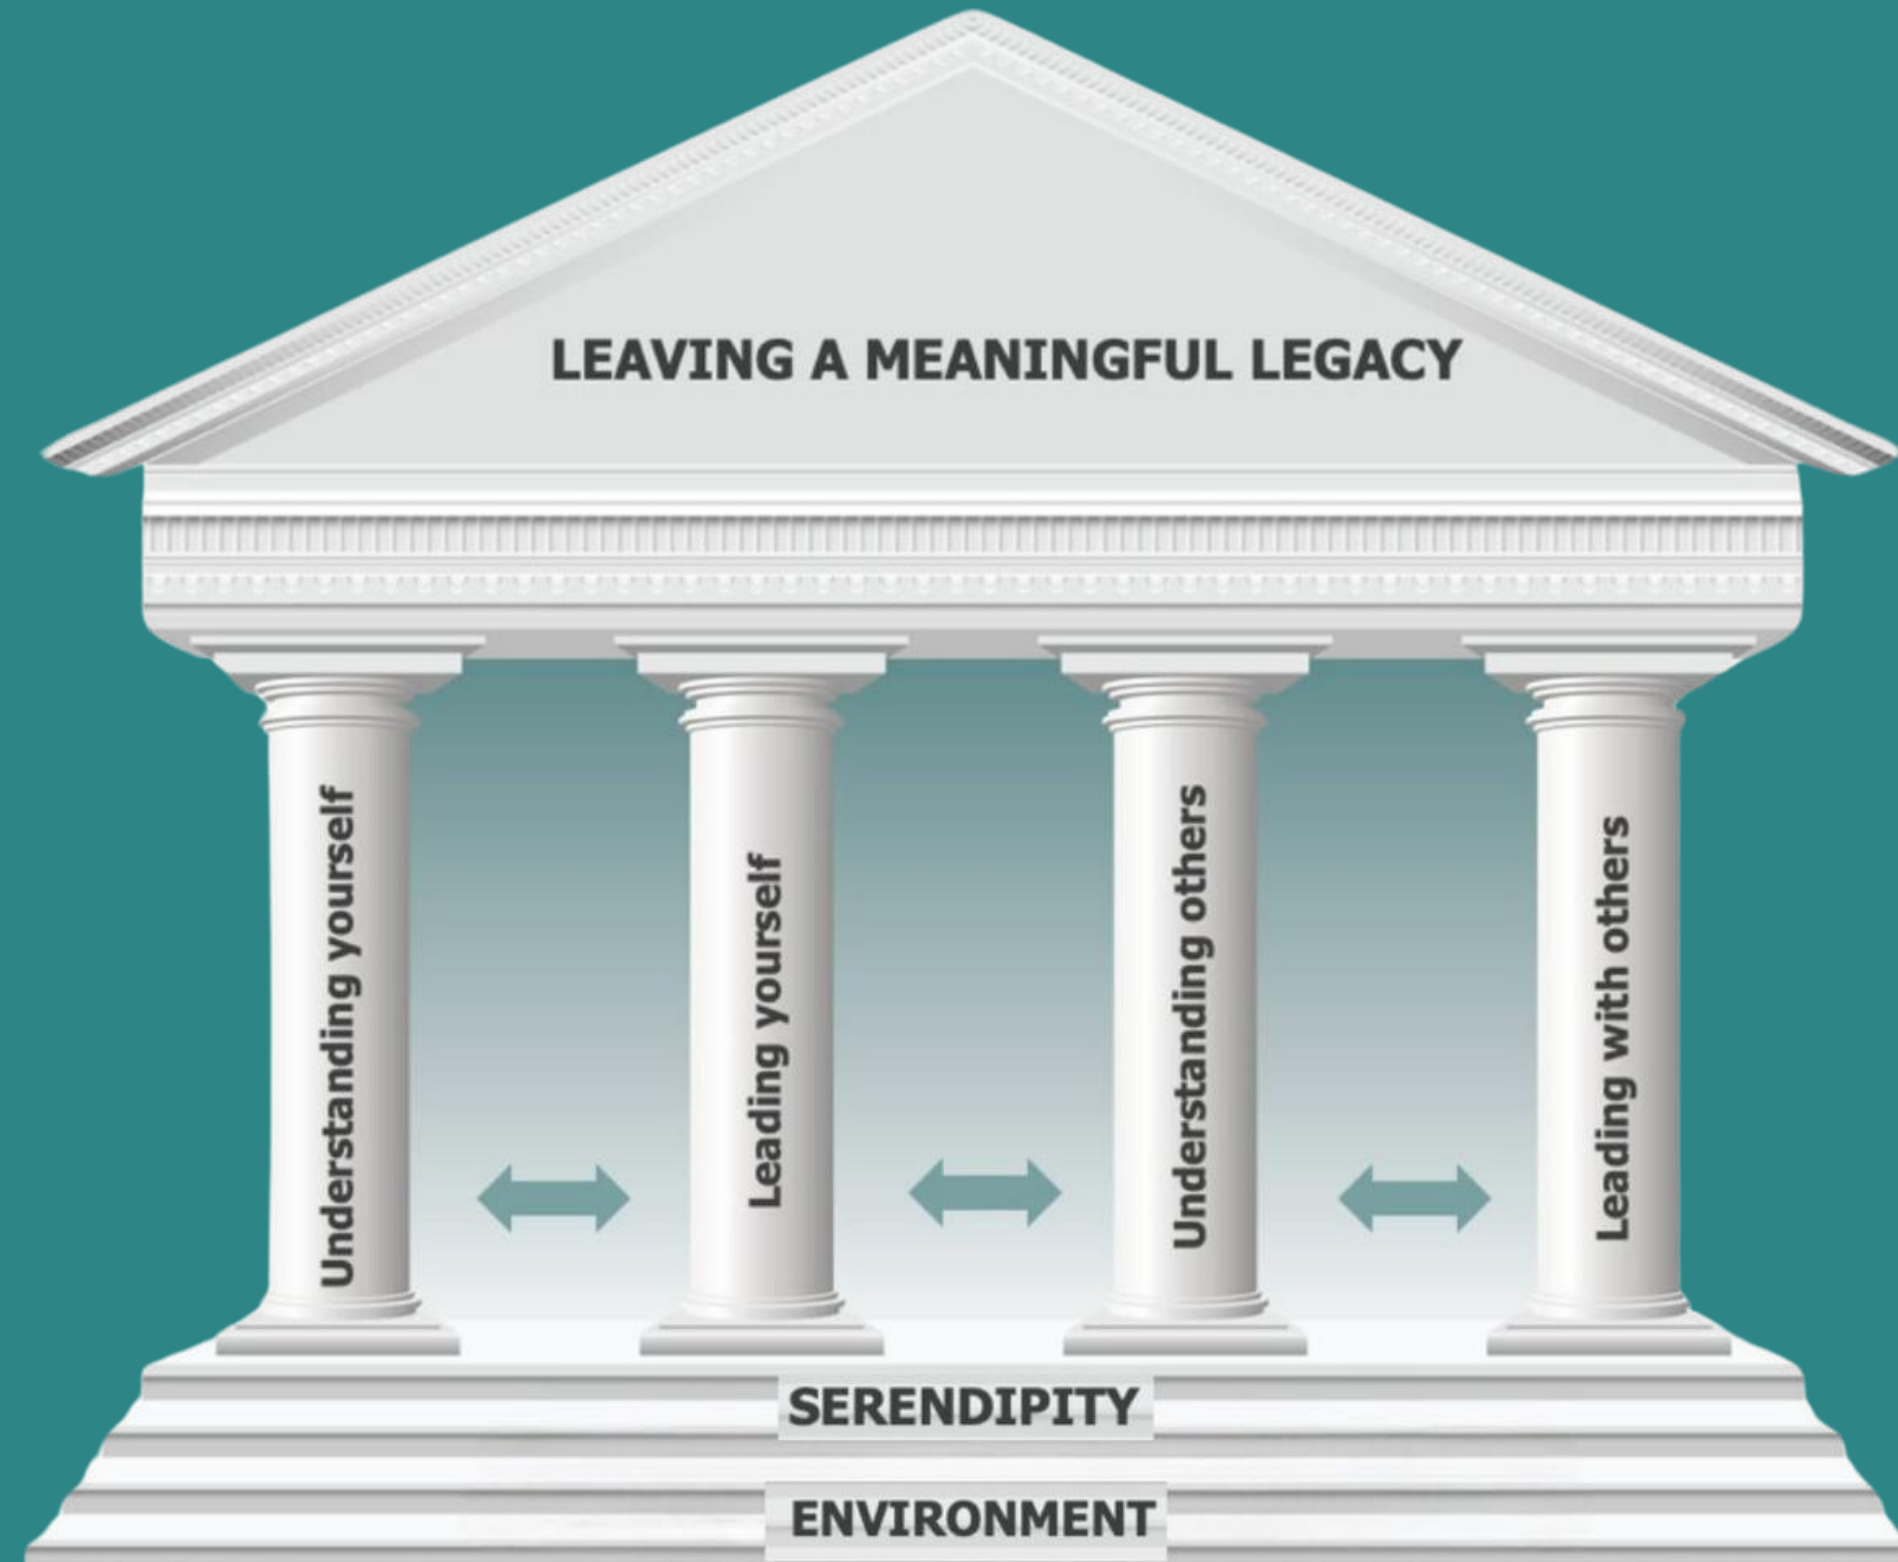 LEAVING A MEANINGFUL LEGACY
Understanding yourself
Leading yourself
Understanding others
Leading with others
SERENDIPITY
ENVIRONMENT